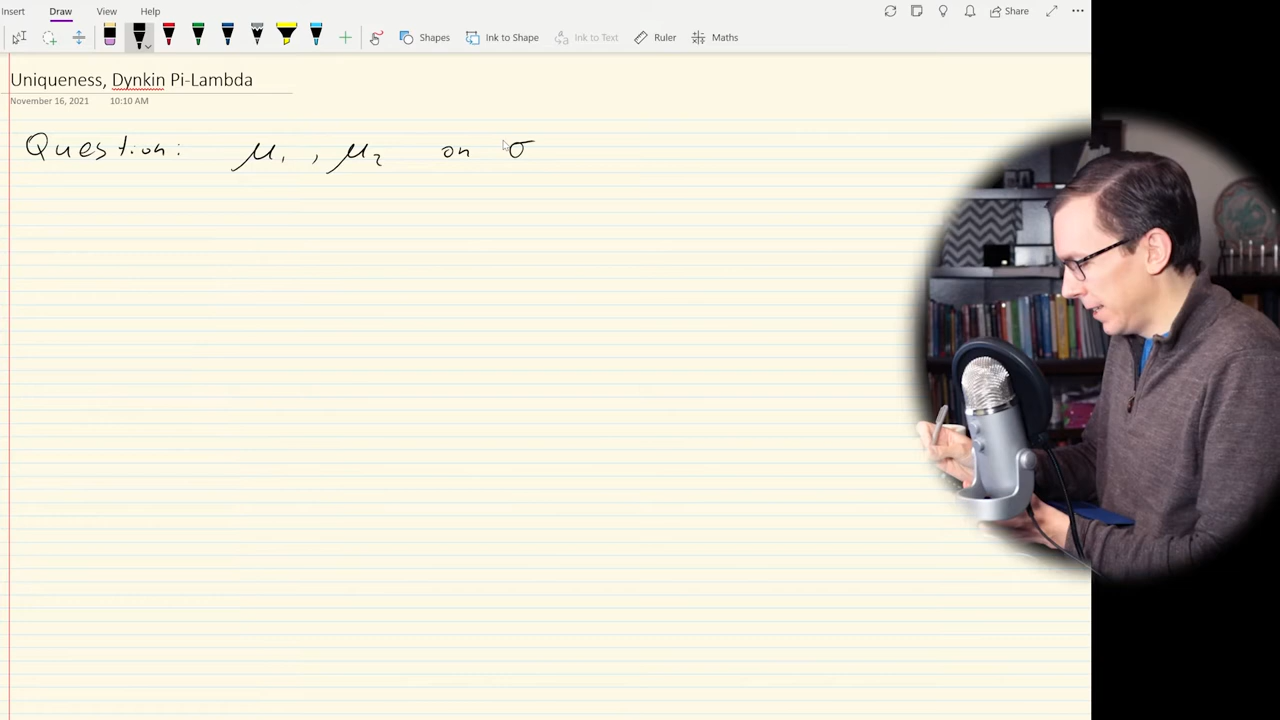 Insert Draw View Help Share
Shapes Ink to Shape Ink to Text Ruler Maths
Uniqueness, Dynkin Pi-Lambda
November 16, 2021 10:10 AM
Question: μ₁, μ₂ on σ